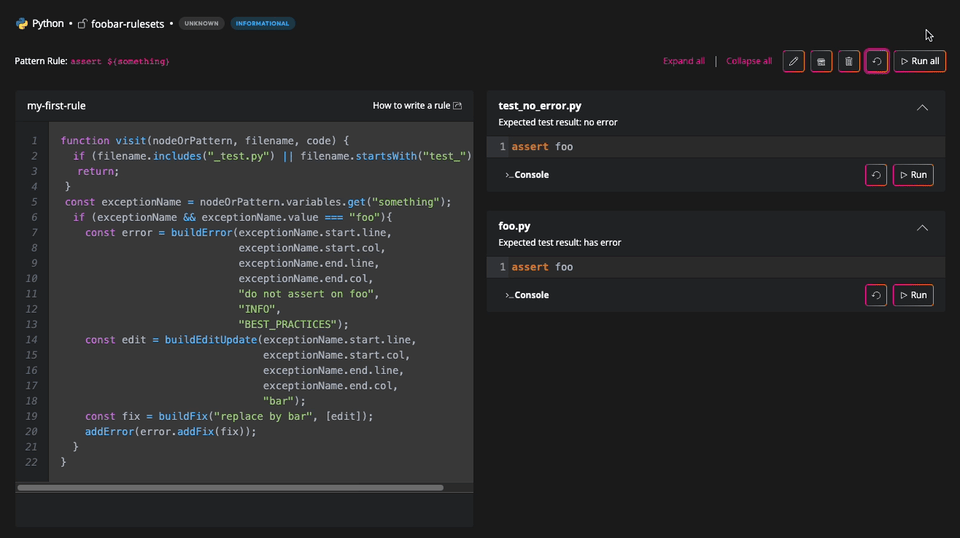 Python • foobar-rulesets • UNKNOWN INFORMATIONAL
Pattern Rule: assert ${something}
Expand all | Collapse all
Run all
my-first-rule
How to write a rule
1 function visit(nodeOrPattern, filename, code) {
2 if (filename.includes("_test.py") || filename.startsWith("test_")
3 return;
4 }
5 const exceptionName = nodeOrPattern.variables.get("something");
6 if (exceptionName && exceptionName.value === "foo"){
7 const error = buildError(exceptionName.start.line,
8 exceptionName.start.col,
9 exceptionName.end.line,
10 exceptionName.end.col,
11 "do not assert on foo",
12 "INFO",
13 "BEST_PRACTICES");
14 const edit = buildEditUpdate(exceptionName.start.line,
15 exceptionName.start.col,
16 exceptionName.end.line,
17 exceptionName.end.col,
18 "bar");
19 const fix = buildFix("replace by bar", [edit]);
20 addError(error.addFix(fix));
21 }
22 }
test_no_error.py
Expected test result: no error
1 assert foo
>_Console
Run
foo.py
Expected test result: has error
1 assert foo
>_Console
Run